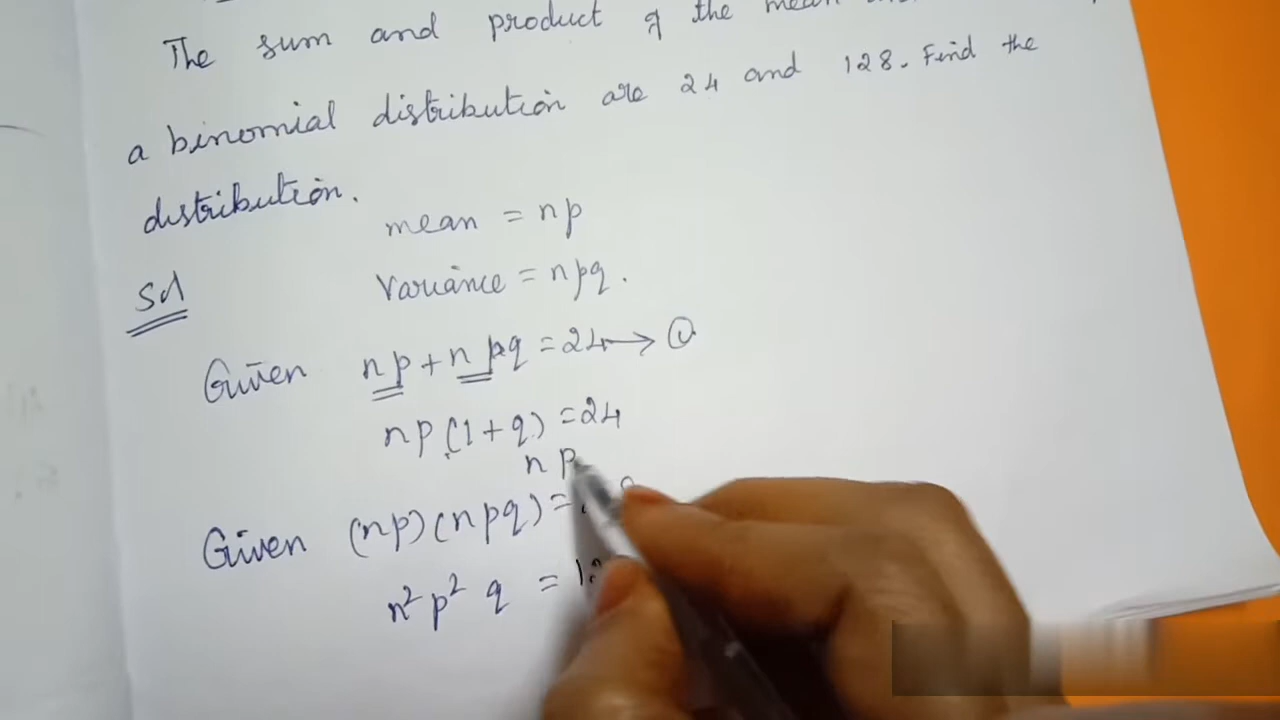 The sum and product of the mean
a binomial distribution are 24 and 128. Find the
distribution.
mean = np
Sol
Variance = npq.
Given np + npq = 24 → ①
np (1 + q) = 24
np
Given (np) (npq) =
n² p² q =